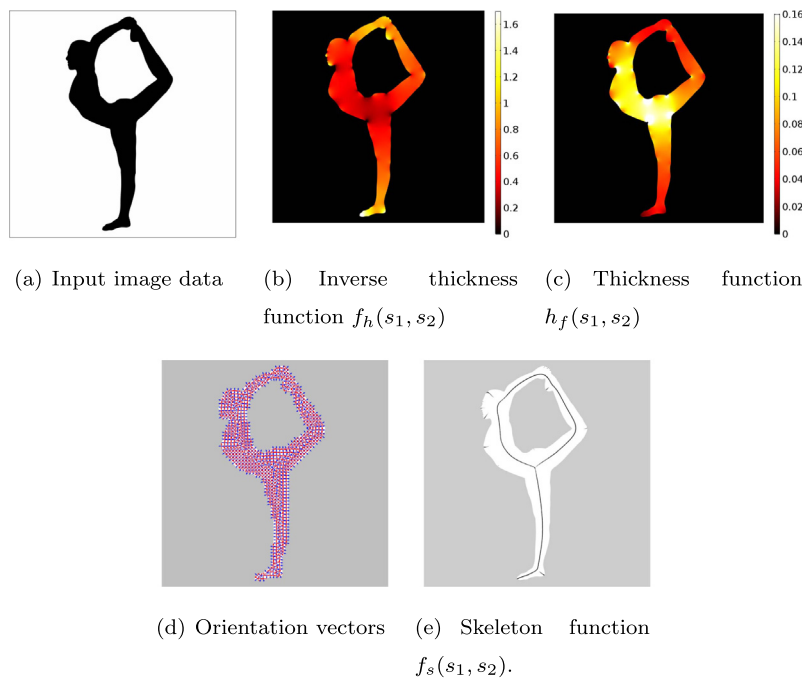 1.6
1.4
1.2
1
0.8
0.6
0.4
0.2
0
0.16
0.14
0.12
0.1
0.08
0.06
0.04
0.02
0
(a) Input image data
(b) Inverse thickness
function f_h(s_1, s_2)
(c) Thickness function
h_f(s_1, s_2)
(d) Orientation vectors
(e) Skeleton function
f_s(s_1, s_2).